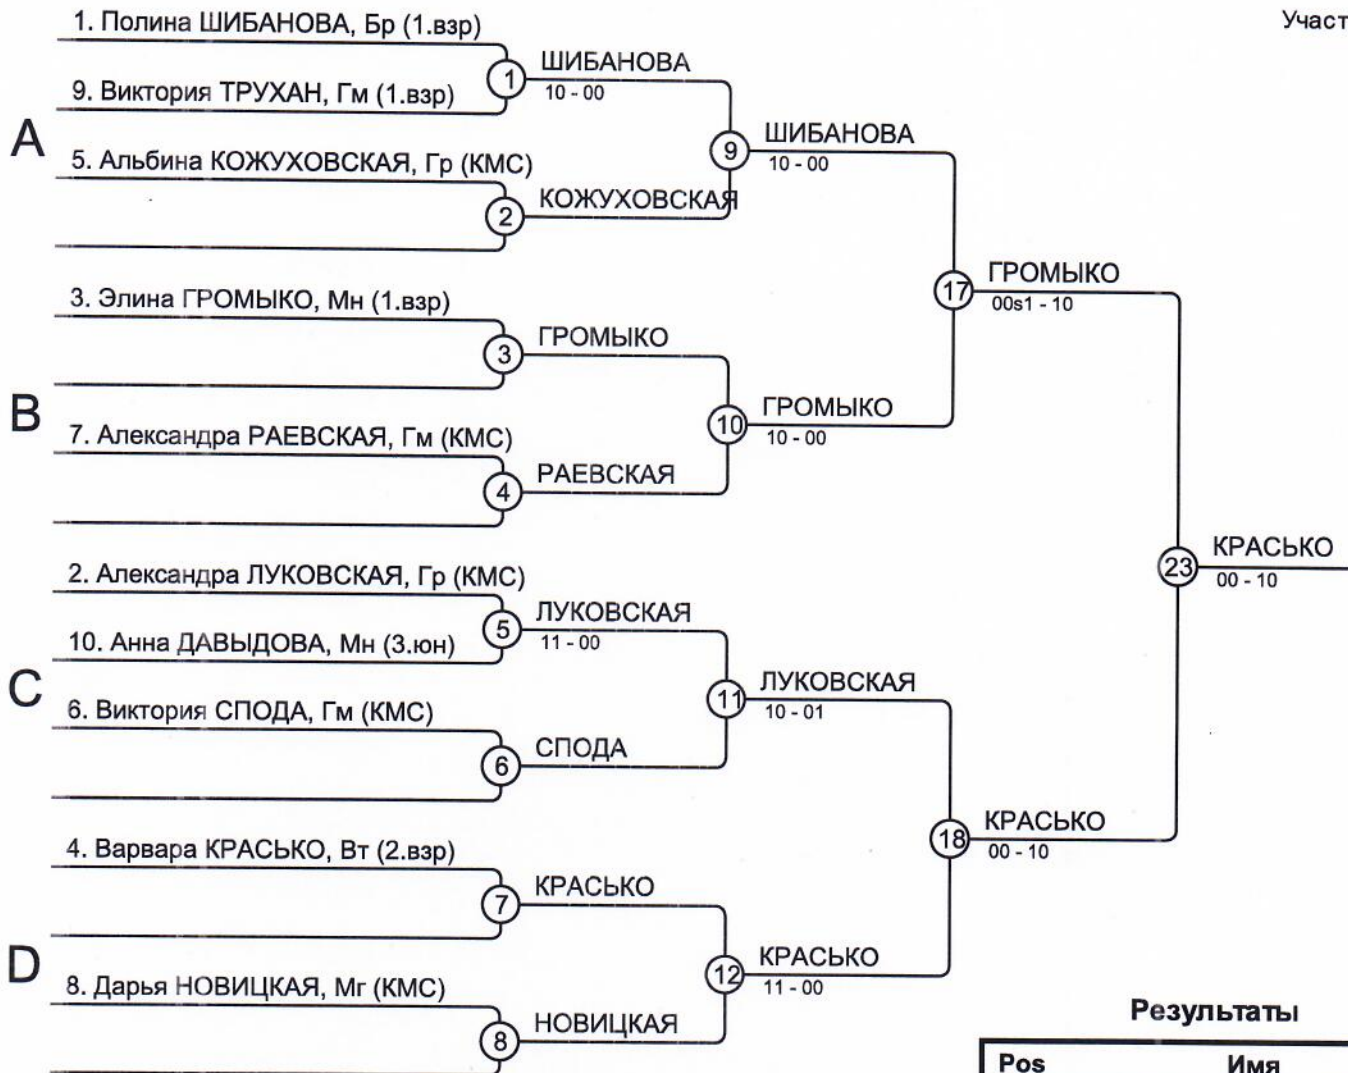 Участ
1. Полина ШИБАНОВА, Бр (1.взр)
1
ШИБАНОВА
10 - 00
9. Виктория ТРУХАН, Гм (1.взр)
A
9
ШИБАНОВА
10 - 00
5. Альбина КОЖУХОВСКАЯ, Гр (КМС)
2
КОЖУХОВСКАЯ
3. Элина ГРОМЫКО, Мн (1.взр)
17
ГРОМЫКО
00s1 - 10
3
ГРОМЫКО
B
10
ГРОМЫКО
10 - 00
7. Александра РАЕВСКАЯ, Гм (КМС)
4
РАЕВСКАЯ
23
КРАСЬКО
00 - 10
2. Александра ЛУКОВСКАЯ, Гр (КМС)
5
ЛУКОВСКАЯ
11 - 00
10. Анна ДАВЫДОВА, Мн (3.юн)
C
11
ЛУКОВСКАЯ
10 - 01
6. Виктория СПОДА, Гм (КМС)
6
СПОДА
18
КРАСЬКО
00 - 10
4. Варвара КРАСЬКО, Вт (2.взр)
7
КРАСЬКО
D
12
КРАСЬКО
11 - 00
8. Дарья НОВИЦКАЯ, Мг (КМС)
8
НОВИЦКАЯ
Результаты
Pos Имя